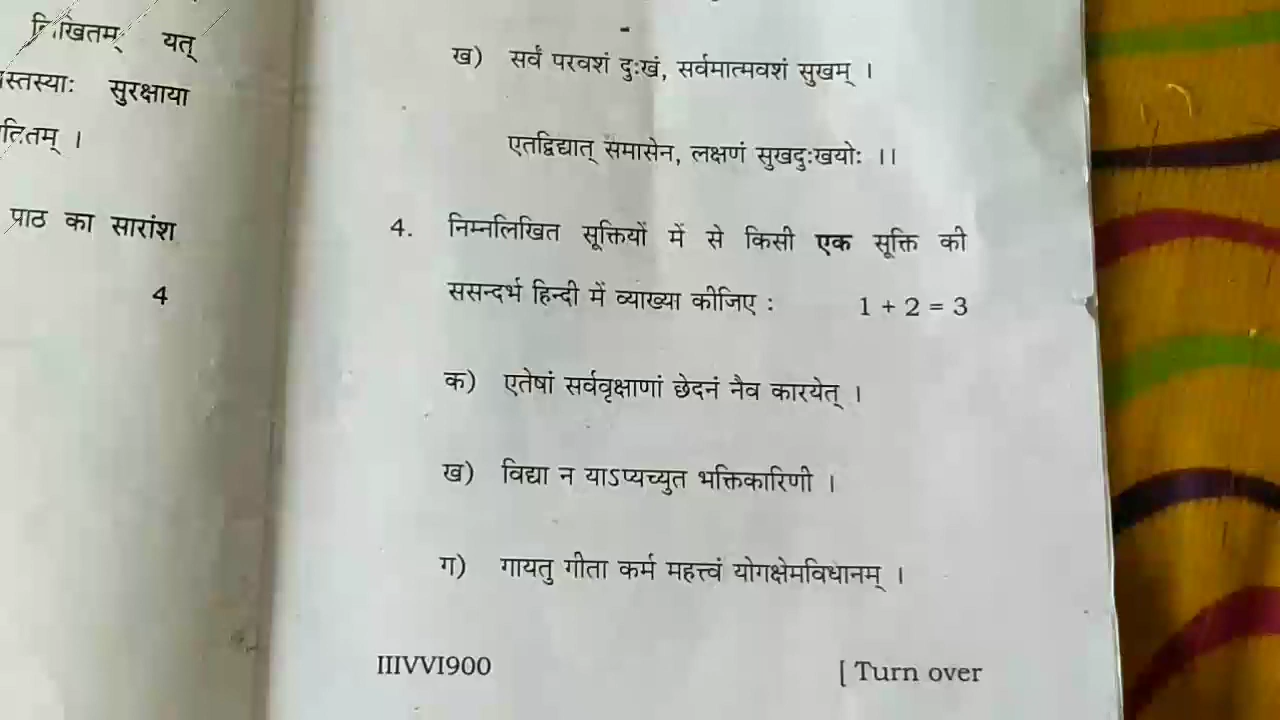 यत्
सुरक्षाया
पाठ का सारांश
4
ख) सर्वं परवशं दुःखं, सर्वमात्मवशं सुखम् ।
एतद्विद्यात् समासेन, लक्षणं सुखदुःखयोः ।।
4. निम्नलिखित सूक्तियों में से किसी एक सूक्ति की
ससन्दर्भ हिन्दी में व्याख्या कीजिए : 1 + 2 = 3
क) एतेषां सर्ववृक्षाणां छेदनं नैव कारयेत् ।
ख) विद्या न याऽप्यच्युत भक्तिकारिणी ।
ग) गायतु गीता कर्म महत्त्वं योगक्षेमविधानम् ।
IIIVVI900 [ Turn over